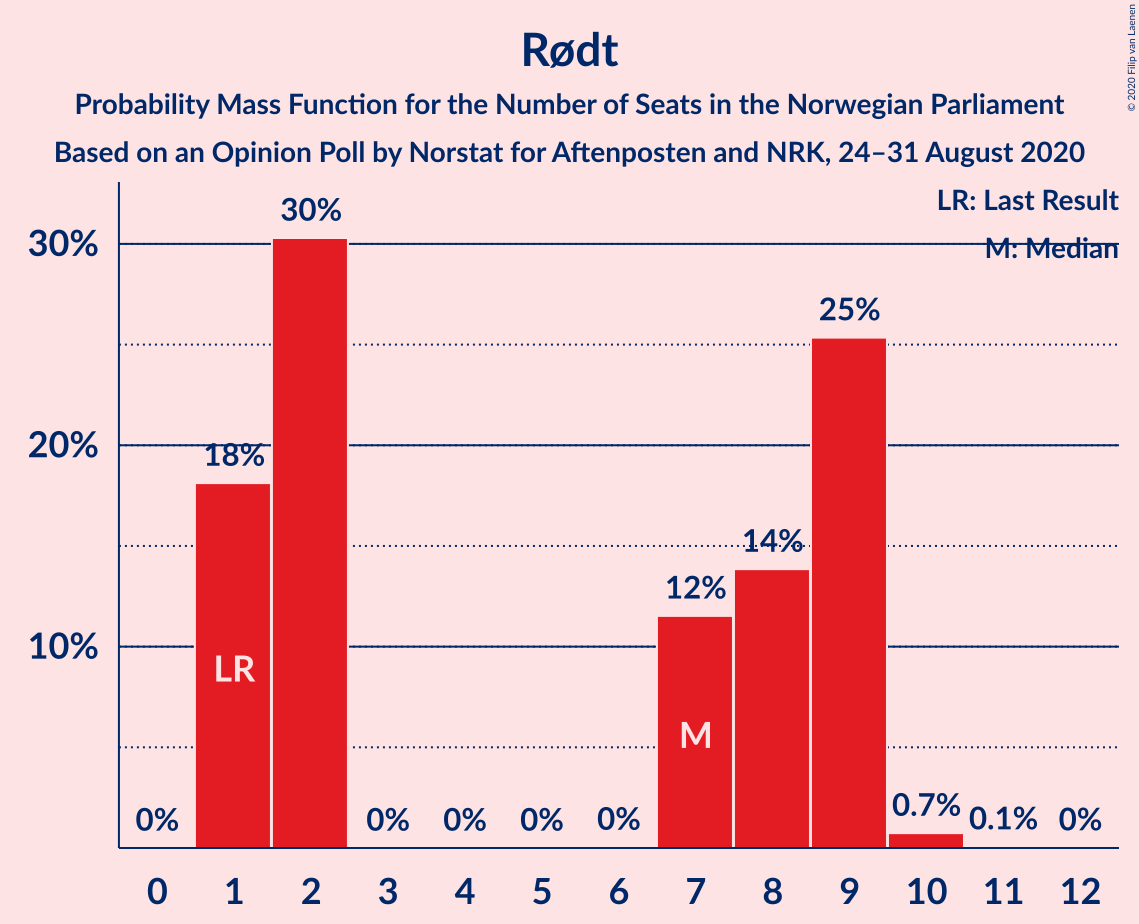 Rødt
Probability Mass Function for the Number of Seats in the Norwegian Parliament
Based on an Opinion Poll by Norstat for Aftenposten and NRK, 24–31 August 2020
© 2020 Filip van Laenen
LR: Last Result
M: Median
30%
20%
10%
0%
18%
30%
0%
0%
0%
0%
12%
14%
25%
0.7%
0.1%
0%
LR
M
0 1 2 3 4 5 6 7 8 9 10 11 12